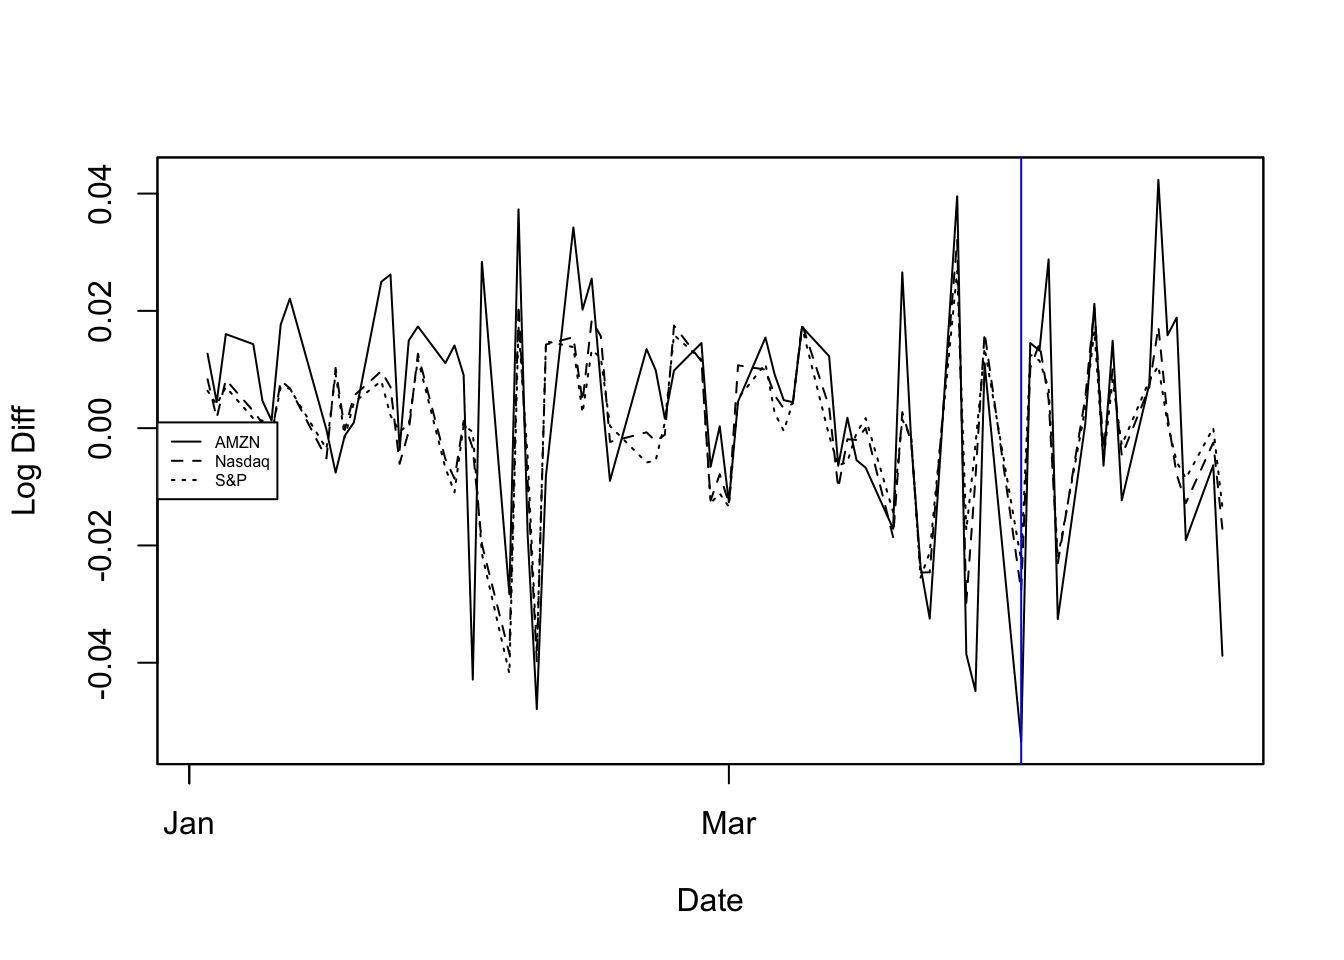 0.04
0.02
0.00
-0.02
-0.04
Log Diff
AMZN
Nasdaq
S&P
Jan
Mar
Date